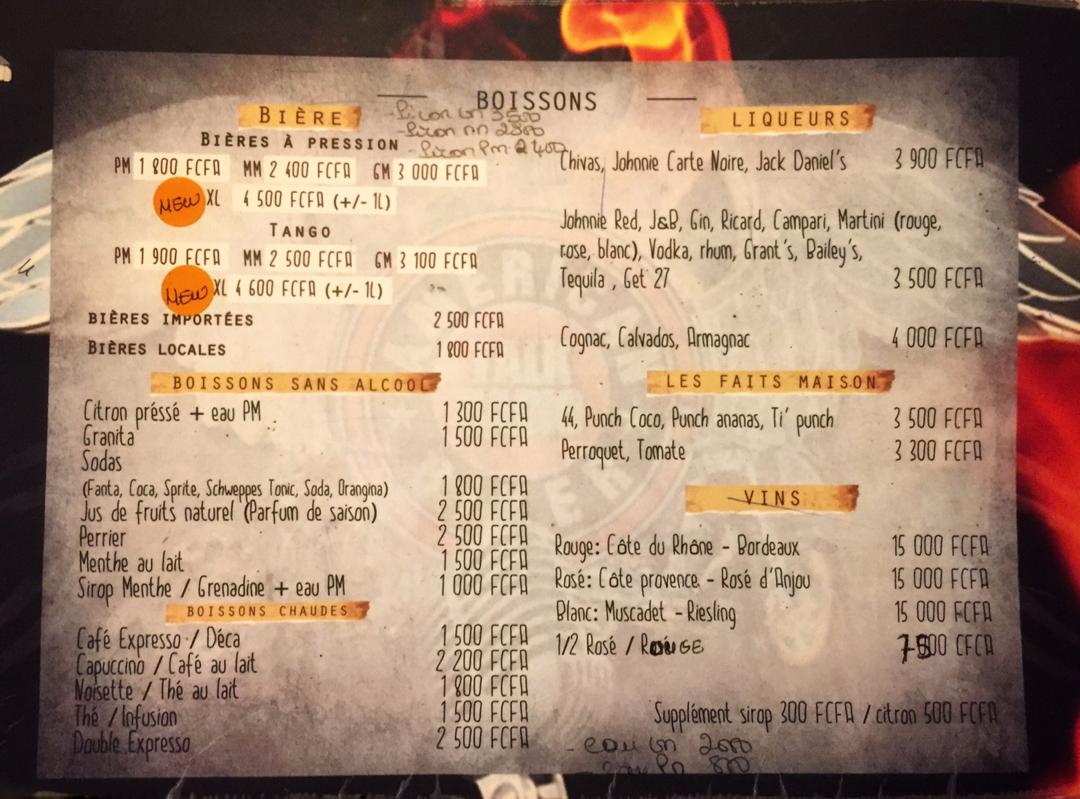 BOISSONS
BIÈRE
- Picon Gn 3500
- Picon nn 2800
- Picon Pm 2400
BIÈRES À PRESSION
PM 1 800 FCFA MM 2 400 FCFA GM 3 000 FCFA
NEW XL 4 500 FCFA (+/- 1L)
TANGO
PM 1 900 FCFA MM 2 500 FCFA GM 3 100 FCFA
NEW XL 4 600 FCFA (+/- 1L)
BIÈRES IMPORTÉES 2 500 FCFA
BIÈRES LOCALES 1 800 FCFA
BOISSONS SANS ALCOOL
Citron préssé + eau PM 1 300 FCFA
Granita 1 500 FCFA
Sodas
(Fanta, Coca, Sprite, Schweppes Tonic, Soda, Orangina) 1 800 FCFA
Jus de fruits naturel (Parfum de saison) 2 500 FCFA
Perrier 2 500 FCFA
Menthe au lait 1 500 FCFA
Sirop Menthe / Grenadine + eau PM 1 000 FCFA
BOISSONS CHAUDES
Café Expresso / Déca 1 500 FCFA
Capuccino / Café au lait 2 200 FCFA
Noisette / Thé au lait 1 800 FCFA
Thé / Infusion 1 500 FCFA
Double Expresso 2 500 FCFA
LIQUEURS
Chivas, Johnnie Carte Noire, Jack Daniel's 3 900 FCFA
Johnnie Red, J&B, Gin, Ricard, Campari, Martini (rouge,
rose, blanc), Vodka, rhum, Grant's, Bailey's,
Tequila , Get 27 3 500 FCFA
Cognac, Calvados, Armagnac 4 000 FCFA
LES FAITS MAISON
44, Punch Coco, Punch ananas, Ti' punch 3 500 FCFA
Perroquet, Tomate 3 300 FCFA
VINS
Rouge: Côte du Rhône - Bordeaux 15 000 FCFA
Rosé: Côte provence - Rosé d'Anjou 15 000 FCFA
Blanc: Muscadet - Riesling 15 000 FCFA
1/2 Rosé / ROUGE 7500 CFCA
Supplément sirop 300 FCFA / citron 500 FCFA
- eau Gn 2000
eau Pn 800